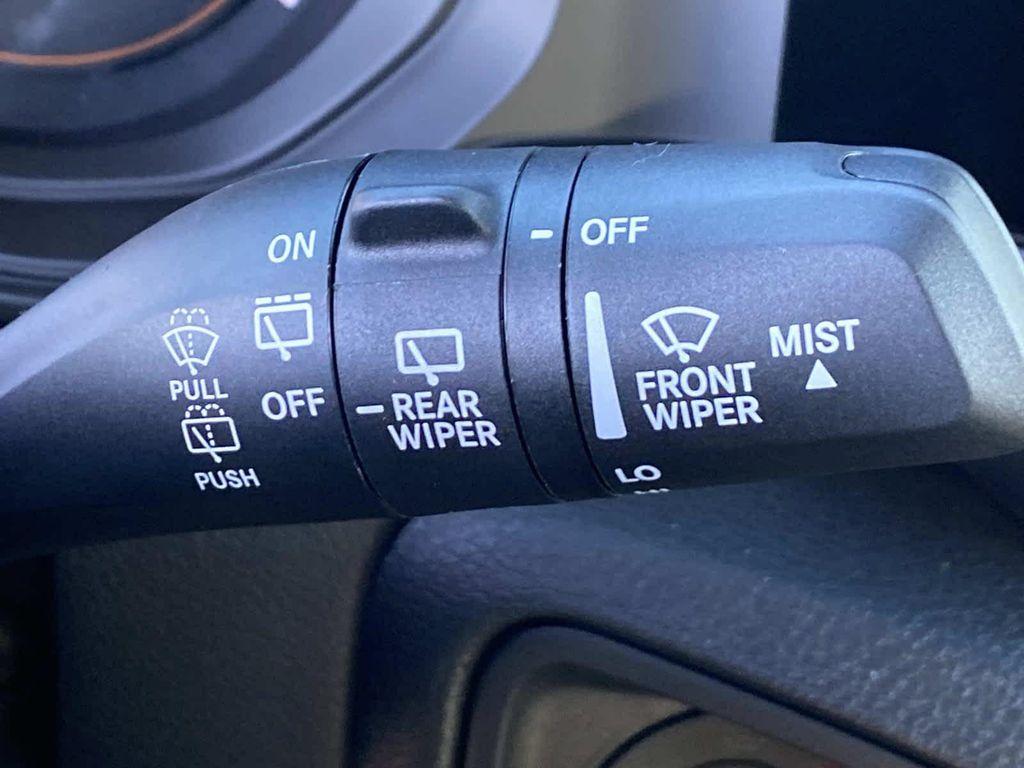 ON
PULL
OFF
PUSH
REAR
WIPER
OFF
FRONT
WIPER
MIST
LO